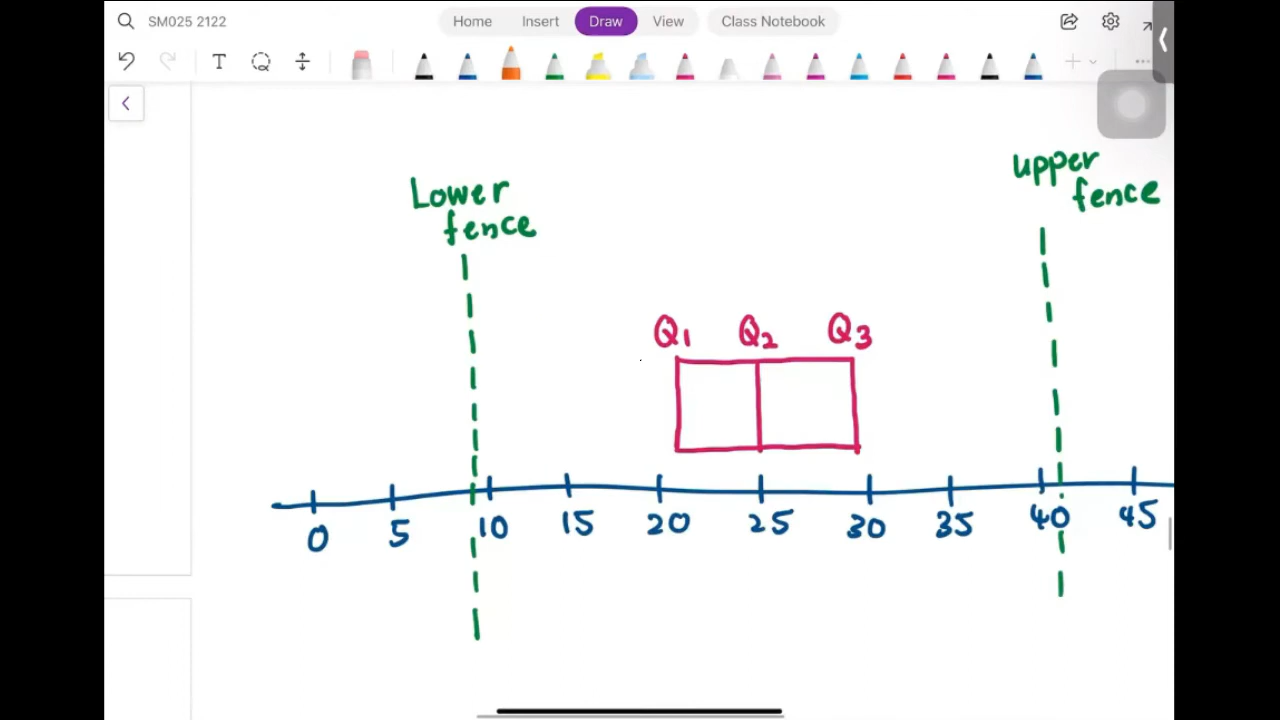 SM025 2122
Home Insert Draw View Class Notebook
T
Lower
fence
upper
fence
Q1 Q2 Q3
0 5 10 15 20 25 30 35 40 45